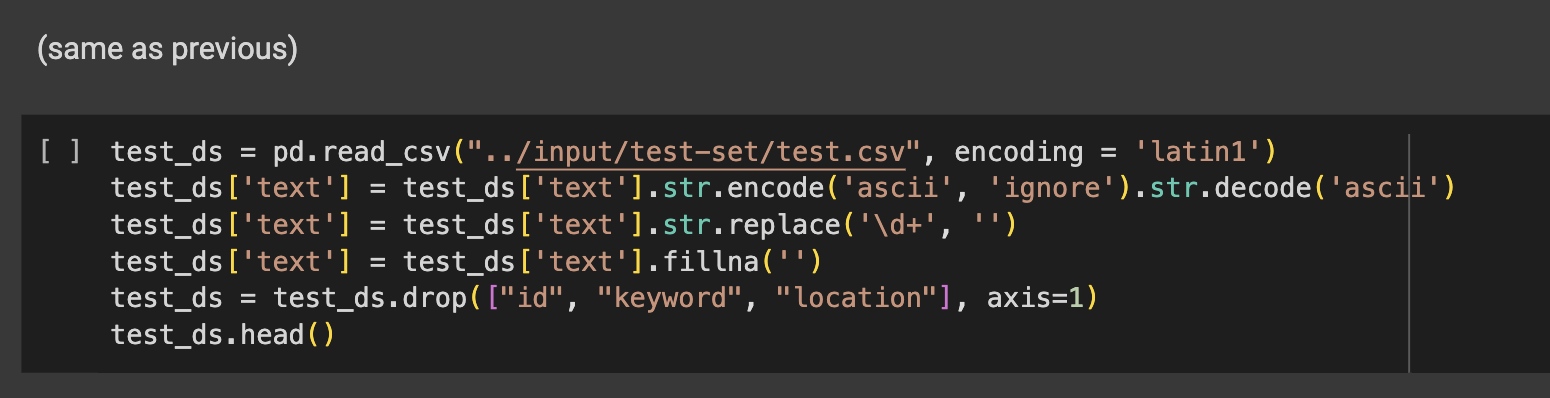 (same as previous)
[ ] test_ds = pd.read_csv("../input/test-set/test.csv", encoding = 'latin1')
test_ds['text'] = test_ds['text'].str.encode('ascii', 'ignore').str.decode('ascii')
test_ds['text'] = test_ds['text'].str.replace('\d+', '')
test_ds['text'] = test_ds['text'].fillna('')
test_ds = test_ds.drop(["id", "keyword", "location"], axis=1)
test_ds.head()